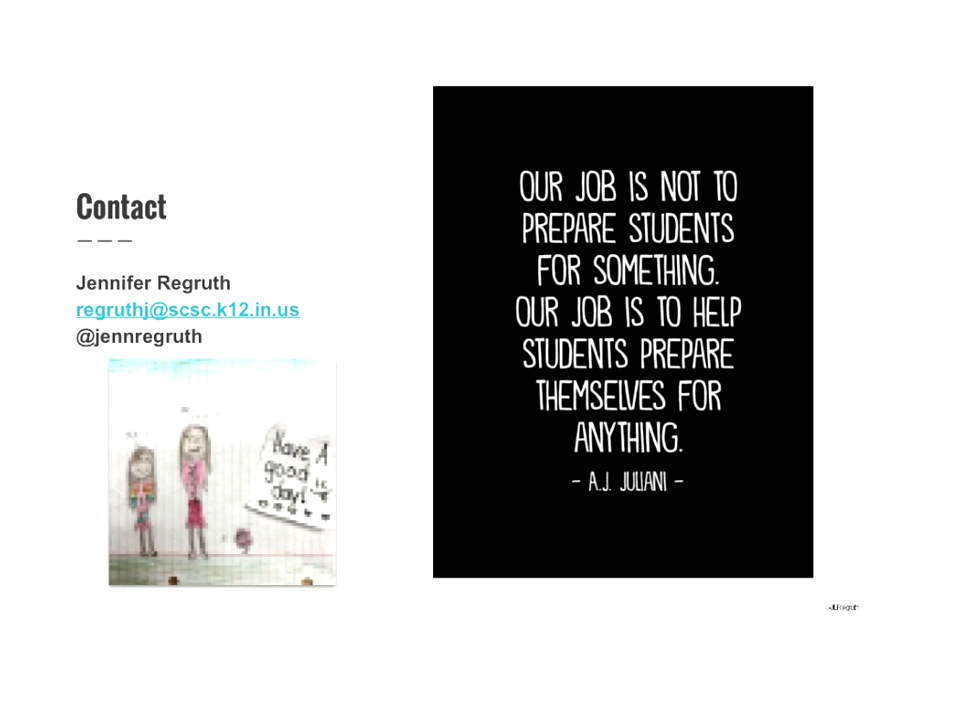 Contact
Jennifer Regruth
regruthj@scsc.k12.in.us
@jennregruth
Have A
good
day!
OUR JOB IS NOT TO
PREPARE STUDENTS
FOR SOMETHING.
OUR JOB IS TO HELP
STUDENTS PREPARE
THEMSELVES FOR
ANYTHING.
- A.J. JULIANI -